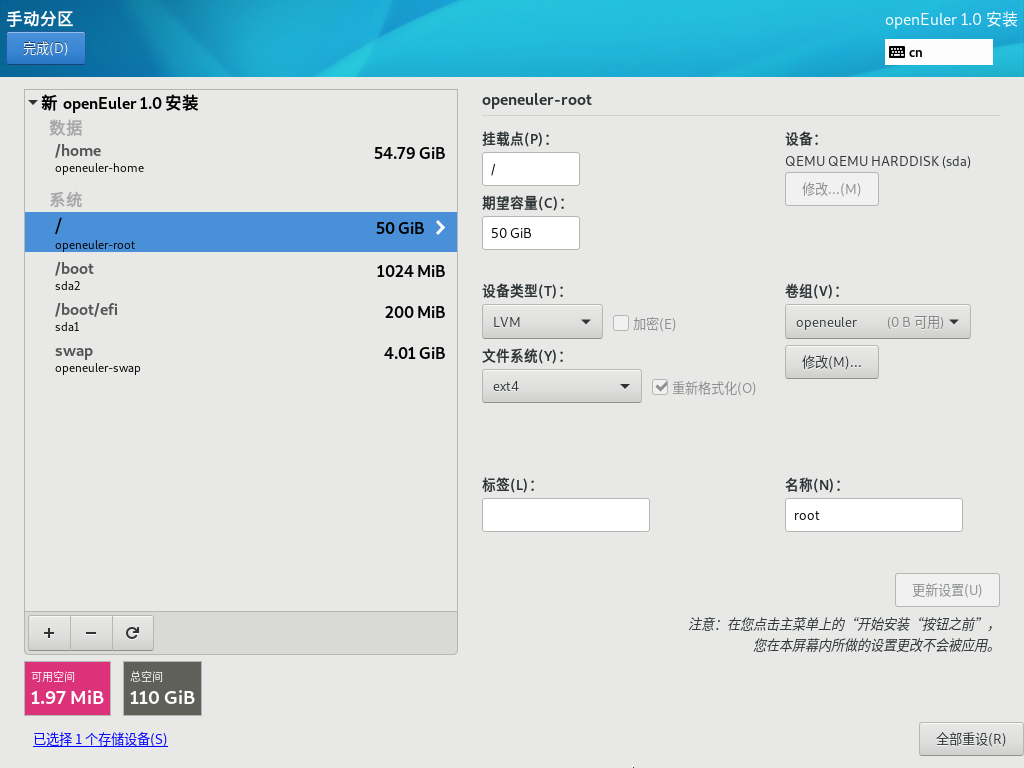 手动分区
openEuler 1.0 安装
完成(D)
cn
新 openEuler 1.0 安装
数据
/home
54.79 GiB
openeuler-home
系统
/
50 GiB
openeuler-root
/boot
1024 MiB
sda2
/boot/efi
200 MiB
sda1
swap
4.01 GiB
openeuler-swap
可用空间
1.97 MiB
总空间
110 GiB
已选择 1 个存储设备(S)
openeuler-root
挂载点(P)：
/
期望容量(C)：
50 GiB
设备：
QEMU QEMU HARDDISK (sda)
修改...(M)
设备类型(T)：
LVM
加密(E)
文件系统(Y)：
ext4
重新格式化(O)
卷组(V)：
openeuler (0 B 可用)
修改(M)...
标签(L)：
名称(N)：
root
更新设置(U)
注意：在您点击主菜单上的“开始安装“按钮之前”，
您在本屏幕内所做的设置更改不会被应用。
全部重设(R)